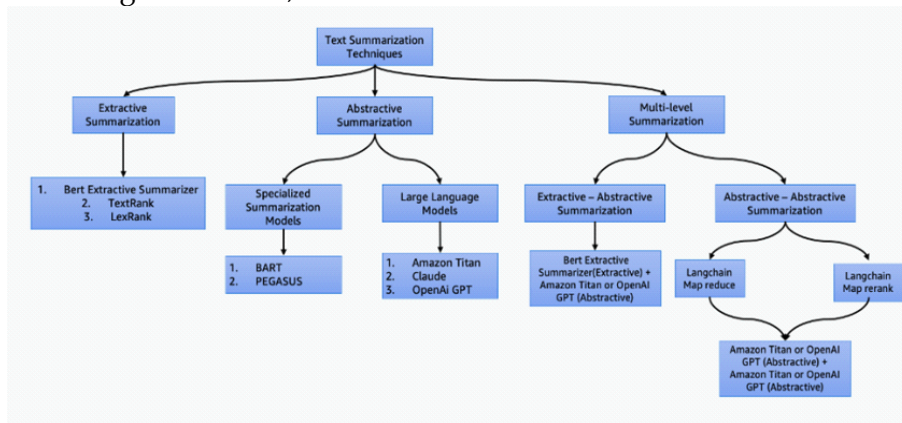 Text Summarization
Techniques
Extractive
Summarization
Abstractive
Summarization
Multi-level
Summarization
1. Bert Extractive Summarizer
2. TextRank
3. LexRank
Specialized
Summarization
Models
Large Language
Models
Extractive – Abstractive
Summarization
Abstractive – Abstractive
Summarization
1. BART
2. PEGASUS
1. Amazon Titan
2. Claude
3. OpenAi GPT
Bert Extractive
Summarizer(Extractive) +
Amazon Titan or OpenAI
GPT (Abstractive)
Langchain
Map reduce
Langchain
Map rerank
Amazon Titan or OpenAI
GPT (Abstractive) +
Amazon Titan or OpenAI
GPT (Abstractive)